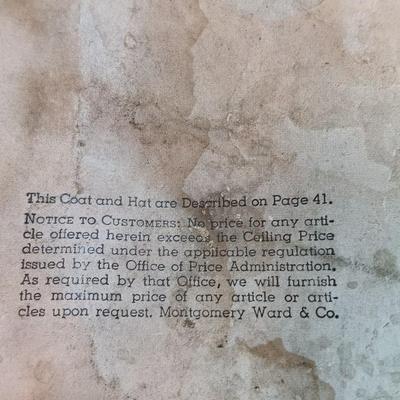 This Coat and Hat are Described on Page 41.
NOTICE TO CUSTOMERS: No price for any arti-
cle offered herein exceeds the Ceiling Price
determined under the applicable regulation
issued by the Office of Price Administration.
As required by that Office, we will furnish
the maximum price of any article or arti-
cles upon request. Montgomery Ward & Co.